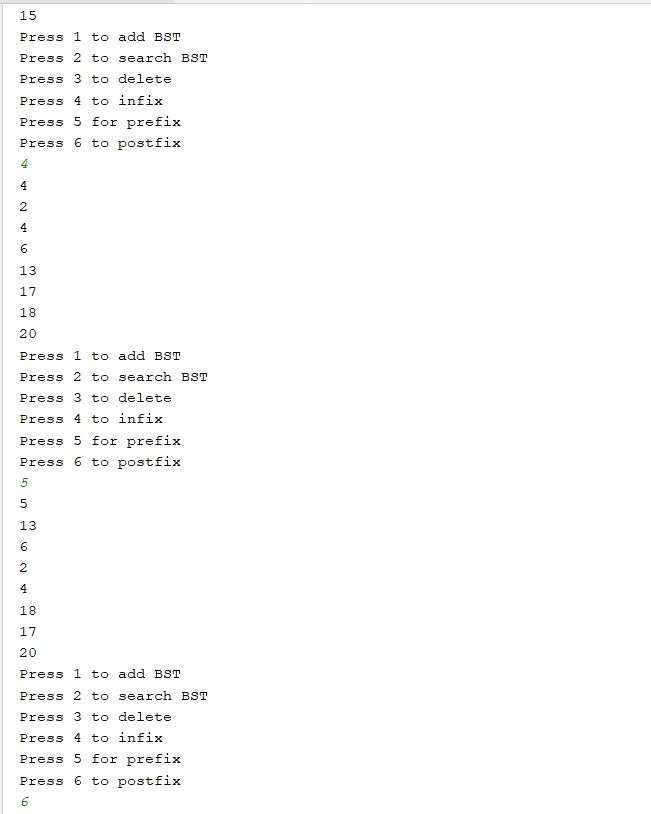 15
Press 1 to add BST
Press 2 to search BST
Press 3 to delete
Press 4 to infix
Press 5 for prefix
Press 6 to postfix
4
4
2
4
6
13
17
18
20
Press 1 to add BST
Press 2 to search BST
Press 3 to delete
Press 4 to infix
Press 5 for prefix
Press 6 to postfix
5
5
13
6
2
4
18
17
20
Press 1 to add BST
Press 2 to search BST
Press 3 to delete
Press 4 to infix
Press 5 for prefix
Press 6 to postfix
6